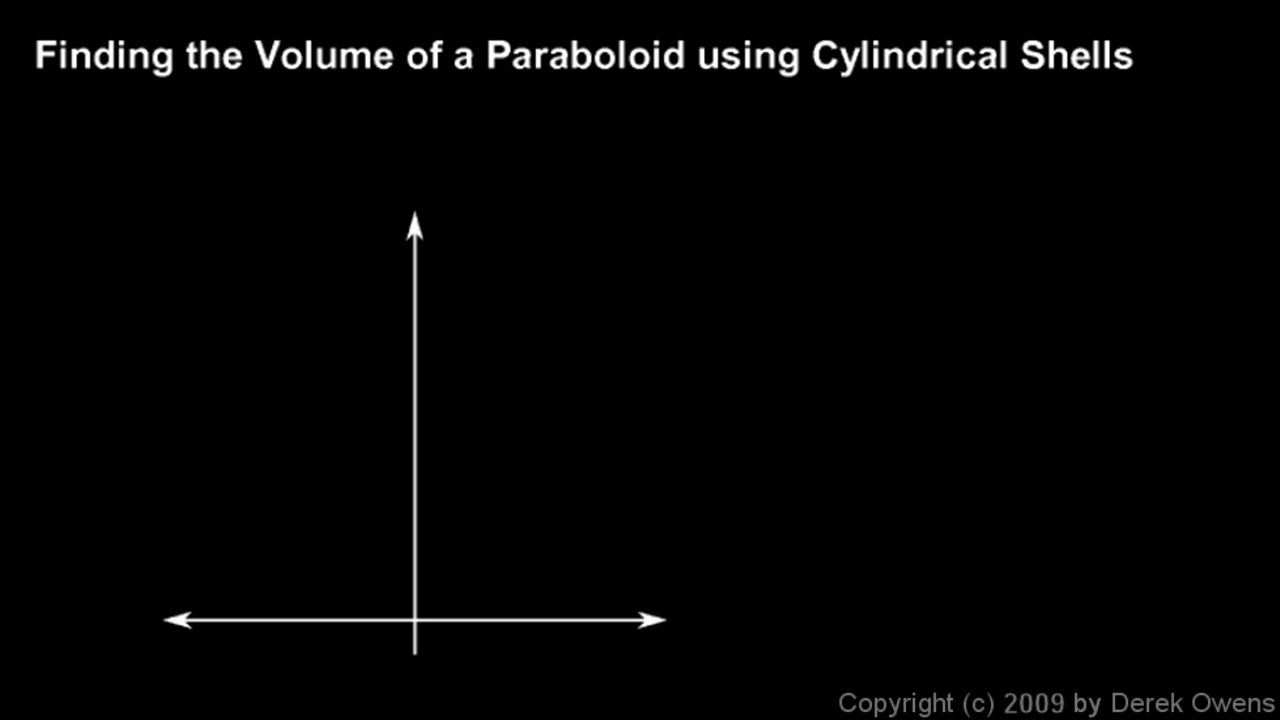 Finding the Volume of a Paraboloid using Cylindrical Shells
Copyright (c) 2009 by Derek Owens